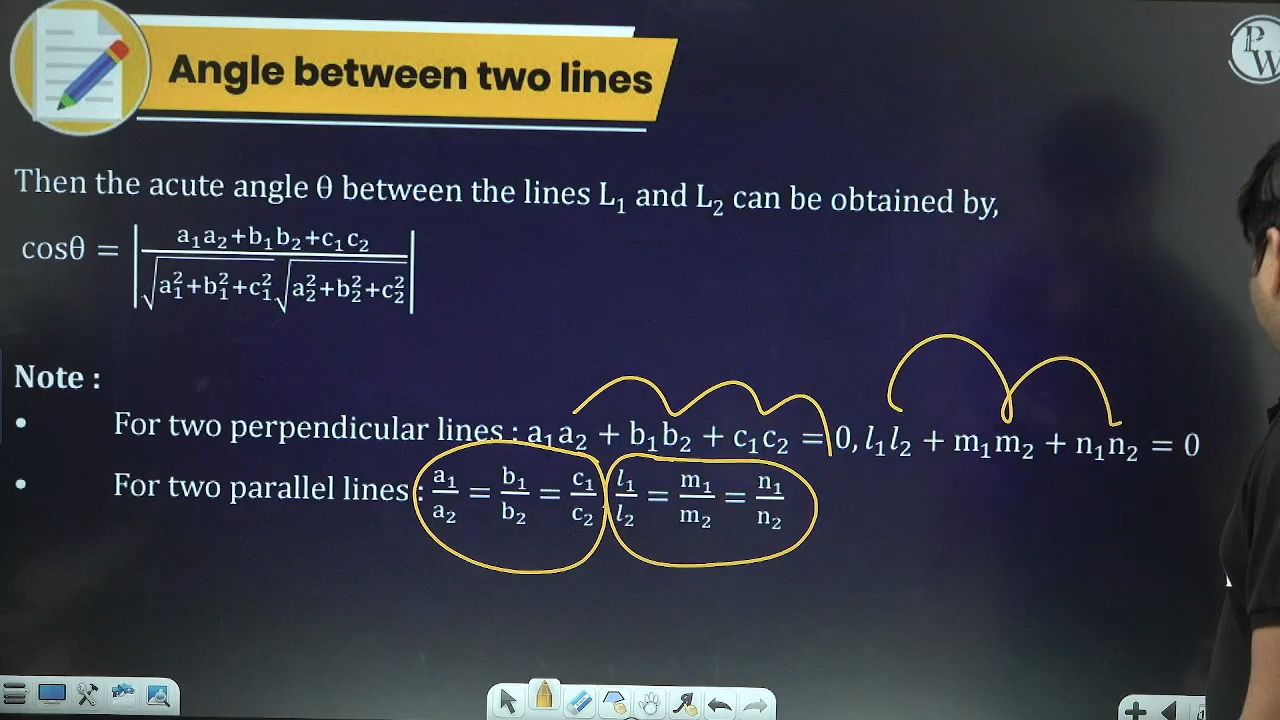 PW
Angle between two lines
Then the acute angle θ between the lines L₁ and L₂ can be obtained by,
cosθ = |(a₁a₂+b₁b₂+c₁c₂)/(√(a₁²+b₁²+c₁²) √(a₂²+b₂²+c₂²))|
Note :
• For two perpendicular lines : a₁a₂ + b₁b₂ + c₁c₂ = 0, l₁l₂ + m₁m₂ + n₁n₂ = 0
• For two parallel lines : a₁/a₂ = b₁/b₂ = c₁/c₂, l₁/l₂ = m₁/m₂ = n₁/n₂